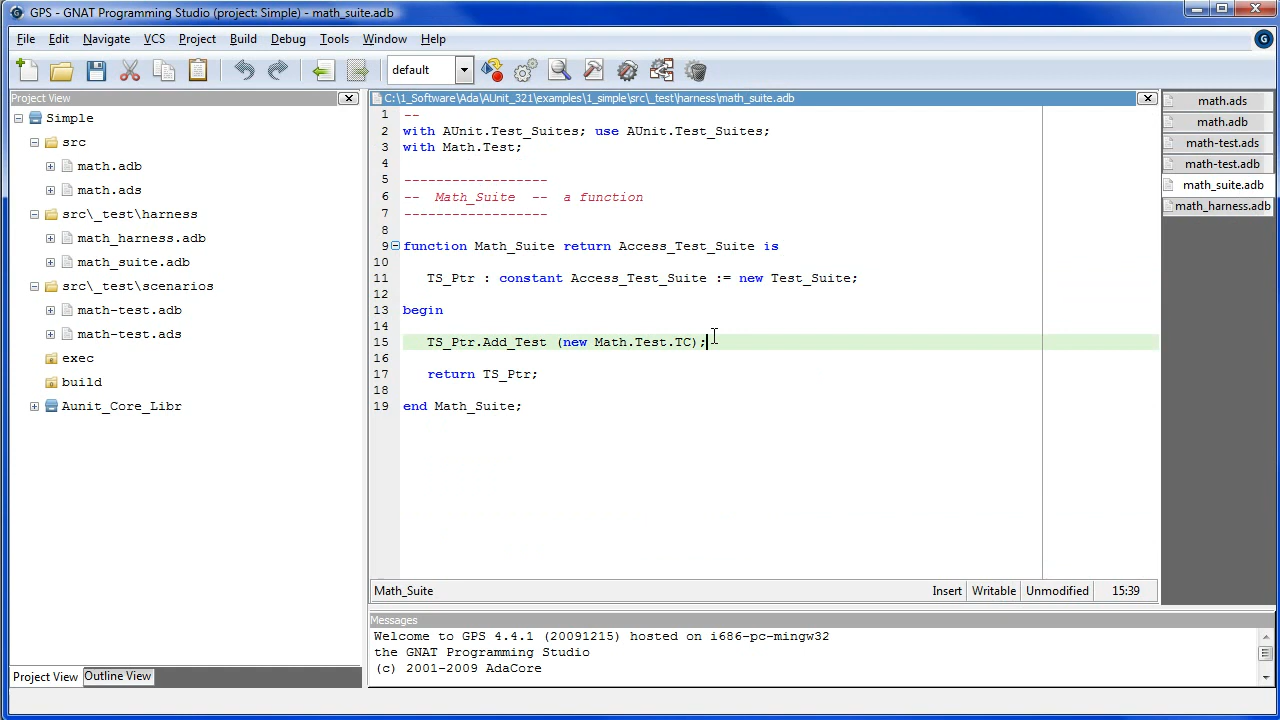 GPS - GNAT Programming Studio (project: Simple) - math_suite.adb
File Edit Navigate VCS Project Build Debug Tools Window Help
default
Project View
Simple
src
math.adb
math.ads
src\_test\harness
math_harness.adb
math_suite.adb
src\_test\scenarios
math-test.adb
math-test.ads
exec
build
Aunit_Core_Libr
Project View Outline View
C:\1_Software\Ada\AUnit_321\examples\1_simple\src\_test\harness\math_suite.adb
1 --
2 with AUnit.Test_Suites; use AUnit.Test_Suites;
3 with Math.Test;
4
5 ------------------
6 -- Math_Suite -- a function
7 ------------------
8
9 function Math_Suite return Access_Test_Suite is
10
11 TS_Ptr : constant Access_Test_Suite := new Test_Suite;
12
13 begin
14
15 TS_Ptr.Add_Test (new Math.Test.TC);
16
17 return TS_Ptr;
18
19 end Math_Suite;
Math_Suite Insert Writable Unmodified 15:39
math.ads
math.adb
math-test.ads
math-test.adb
math_suite.adb
math_harness.adb
Messages
Welcome to GPS 4.4.1 (20091215) hosted on i686-pc-mingw32
the GNAT Programming Studio
(c) 2001-2009 AdaCore